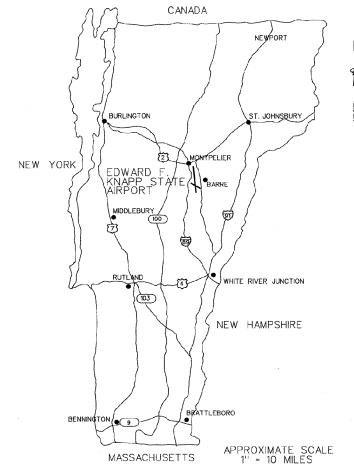 CANADA
NEWPORT
BURLINGTON
ST. JOHNSBURY
2
MONTPELIER
NEW YORK
EDWARD F.
KNAPP STATE
AIRPORT
BARNE
MIDDLEBURY
7
100
91
89
RUTLAND
4
WHITE RIVER JUNCTION
103
NEW HAMPSHIRE
BENNINGTON
9
BRATTLEBORO
MASSACHUSETTS
APPROXIMATE SCALE
1" - 10 MILES